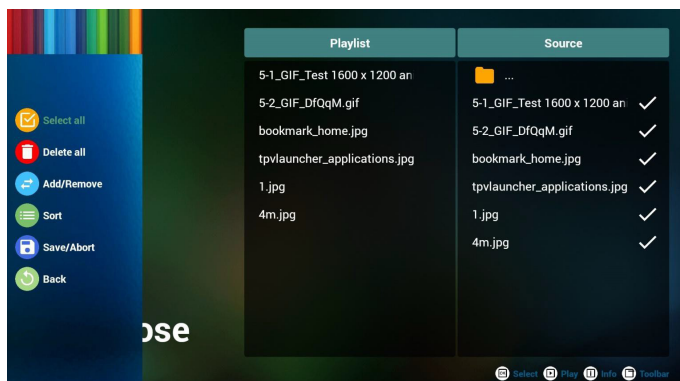 Playlist
Source
5-1_GIF_Test 1600 x 1200 an
5-2_GIF_DfQqM.gif
bookmark_home.jpg
tpvlauncher_applications.jpg
1.jpg
4m.jpg
...
5-1_GIF_Test 1600 x 1200 an
5-2_GIF_DfQqM.gif
bookmark_home.jpg
tpvlauncher_applications.jpg
1.jpg
4m.jpg
Select all
Delete all
Add/Remove
Sort
Save/Abort
Back
ose
Select Play Info Toolbar